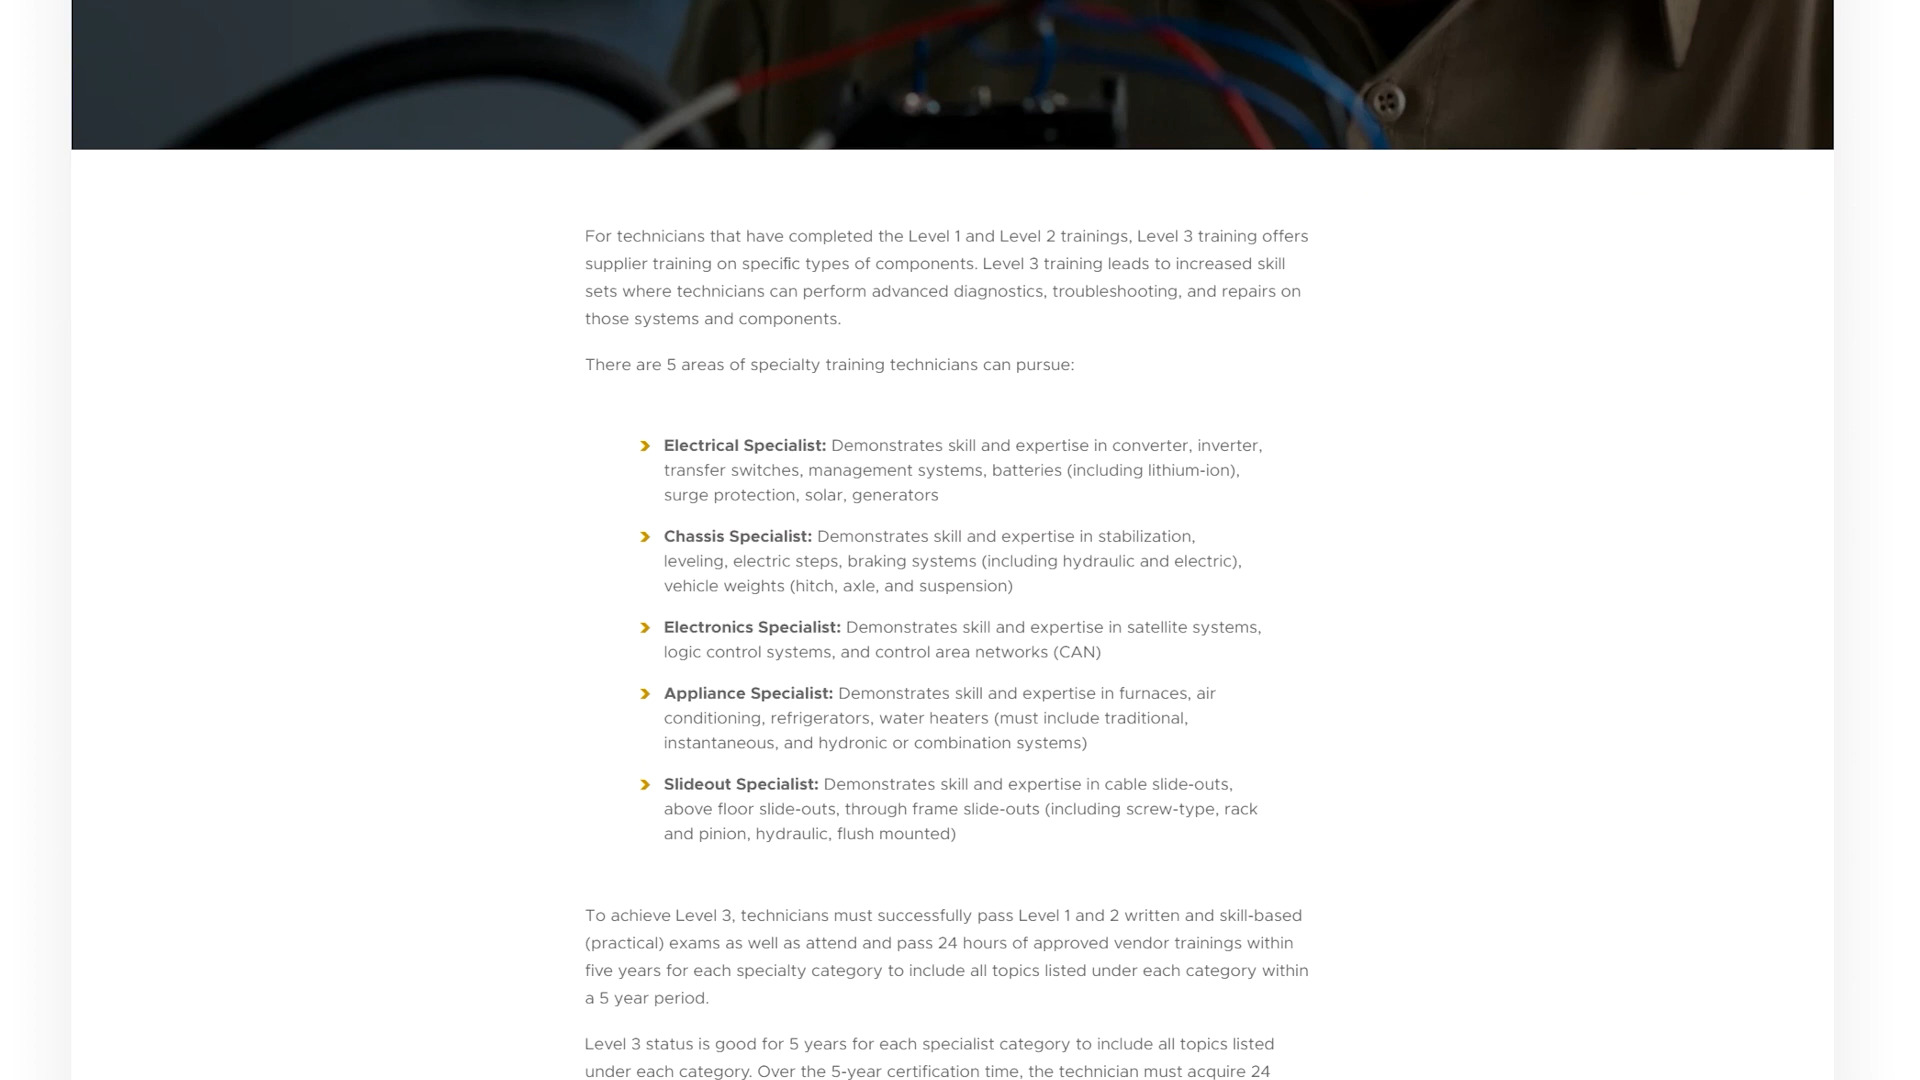 For technicians that have completed the Level 1 and Level 2 trainings, Level 3 training offers
supplier training on specific types of components. Level 3 training leads to increased skill
sets where technicians can perform advanced diagnostics, troubleshooting, and repairs on
those systems and components.
There are 5 areas of specialty training technicians can pursue:
Electrical Specialist: Demonstrates skill and expertise in converter, inverter,
transfer switches, management systems, batteries (including lithium-ion),
surge protection, solar, generators
Chassis Specialist: Demonstrates skill and expertise in stabilization,
leveling, electric steps, braking systems (including hydraulic and electric),
vehicle weights (hitch, axle, and suspension)
Electronics Specialist: Demonstrates skill and expertise in satellite systems,
logic control systems, and control area networks (CAN)
Appliance Specialist: Demonstrates skill and expertise in furnaces, air
conditioning, refrigerators, water heaters (must include traditional,
instantaneous, and hydronic or combination systems)
Slideout Specialist: Demonstrates skill and expertise in cable slide-outs,
above floor slide-outs, through frame slide-outs (including screw-type, rack
and pinion, hydraulic, flush mounted)
To achieve Level 3, technicians must successfully pass Level 1 and 2 written and skill-based
(practical) exams as well as attend and pass 24 hours of approved vendor trainings within
five years for each specialty category to include all topics listed under each category within
a 5 year period.
Level 3 status is good for 5 years for each specialist category to include all topics listed
under each category. Over the 5-year certification time, the technician must acquire 24